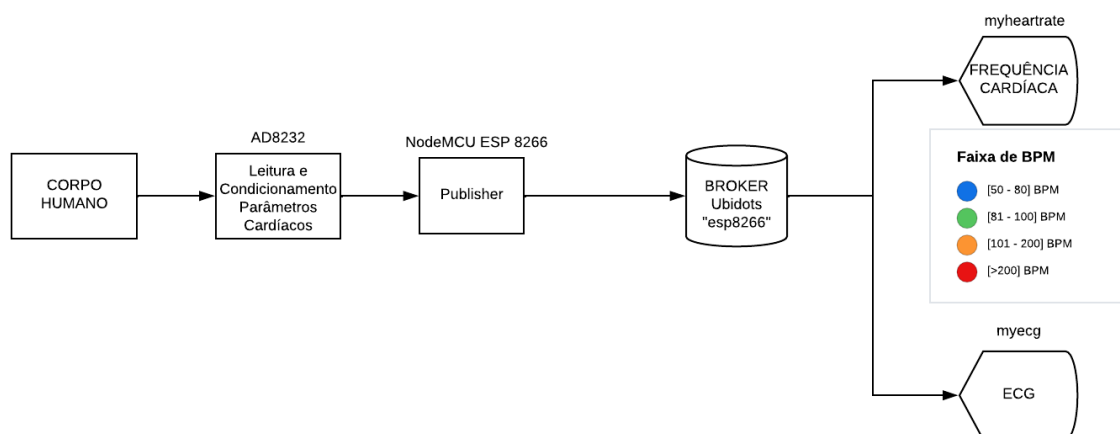 myheartrate
FREQUÊNCIA
CARDÍACA
AD8232
NodeMCU ESP 8266
CORPO
HUMANO
Leitura e
Condicionamento
Parâmetros
Cardíacos
Publisher
BROKER
Ubidots
"esp8266"
Faixa de BPM
[50 - 80] BPM
[81 - 100] BPM
[101 - 200] BPM
[>200] BPM
myecg
ECG